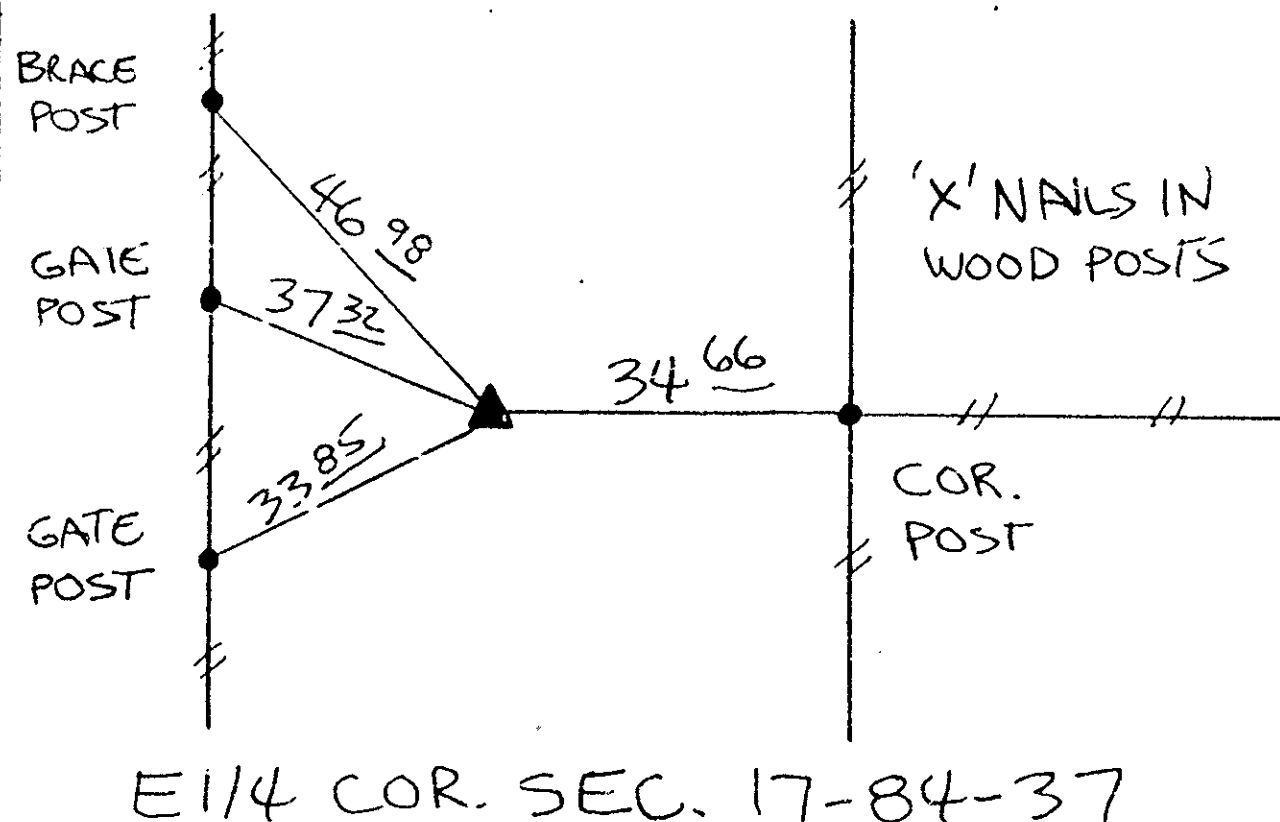 BRACE
POST
46 98
'X' NAILS IN
WOOD POSTS
GATE
POST
37 32
34 66
33 85
COR.
POST
GATE
POST
E1/4 COR. SEC. 17-84-37